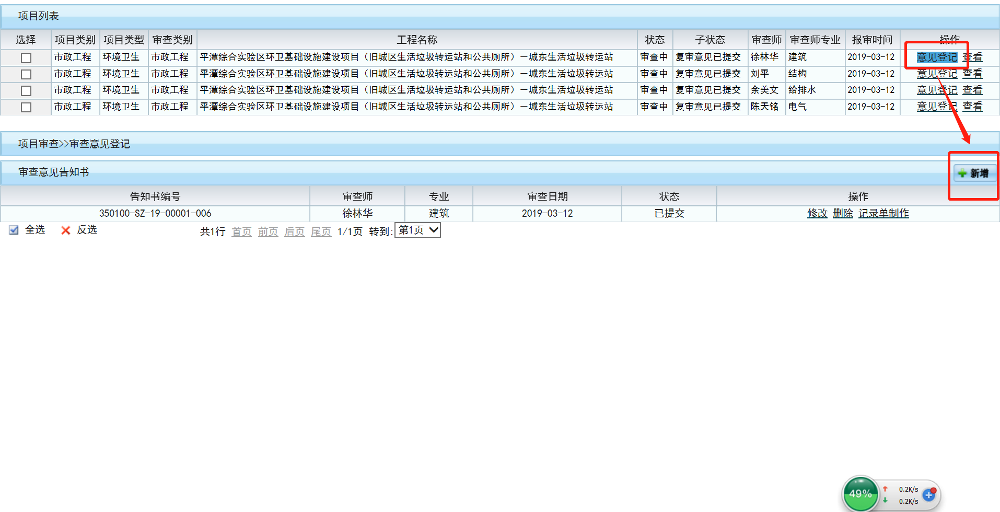 项目列表
选择 项目类别 项目类型 审查类别 工程名称 状态 子状态 审查师 审查师专业 报审时间 操作
市政工程 环境卫生 市政工程 平潭综合实验区环卫基础设施建设项目（旧城区生活垃圾转运站和公共厕所）—城东生活垃圾转运站 审查中 复审意见已提交 徐林华 建筑 2019-03-12 意见登记 查看
市政工程 环境卫生 市政工程 平潭综合实验区环卫基础设施建设项目（旧城区生活垃圾转运站和公共厕所）—城东生活垃圾转运站 审查中 复审意见已提交 刘平 结构 2019-03-12 意见登记 查看
市政工程 环境卫生 市政工程 平潭综合实验区环卫基础设施建设项目（旧城区生活垃圾转运站和公共厕所）—城东生活垃圾转运站 审查中 复审意见已提交 余美文 给排水 2019-03-12 意见登记 查看
市政工程 环境卫生 市政工程 平潭综合实验区环卫基础设施建设项目（旧城区生活垃圾转运站和公共厕所）—城东生活垃圾转运站 审查中 复审意见已提交 陈天铭 电气 2019-03-12 意见登记 查看
项目审查>>审查意见登记
审查意见告知书 新增
告知书编号 审查师 专业 审查日期 状态 操作
350100-SZ-19-00001-006 徐林华 建筑 2019-03-12 已提交 修改 删除 记录单制作
全选 反选 共1行 首页 前页 后页 尾页 1/1页 转到: 第1页
49% 0.2K/s
0.2K/s